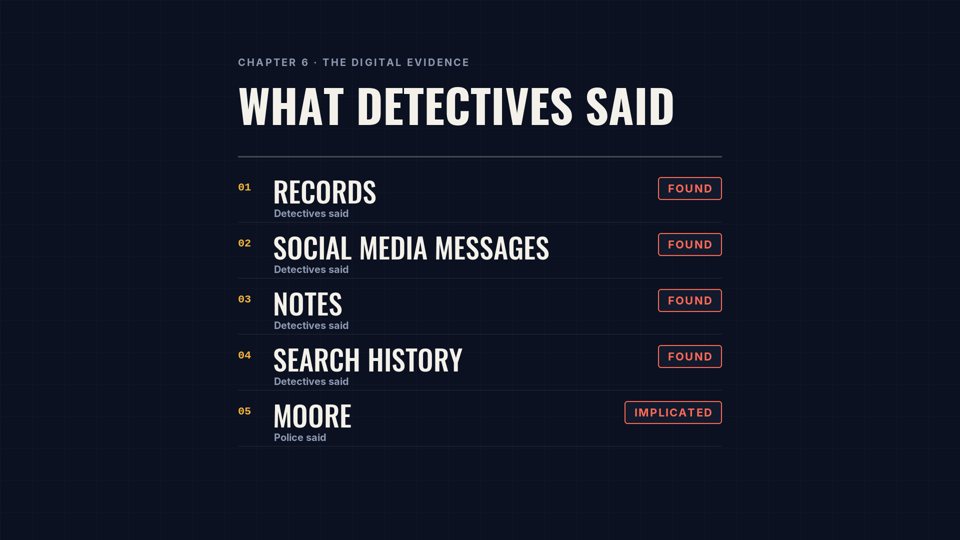 CHAPTER 6 · THE DIGITAL EVIDENCE
WHAT DETECTIVES SAID
01 RECORDS FOUND
Detectives said
02 SOCIAL MEDIA MESSAGES FOUND
Detectives said
03 NOTES FOUND
Detectives said
04 SEARCH HISTORY FOUND
Detectives said
05 MOORE IMPLICATED
Police said